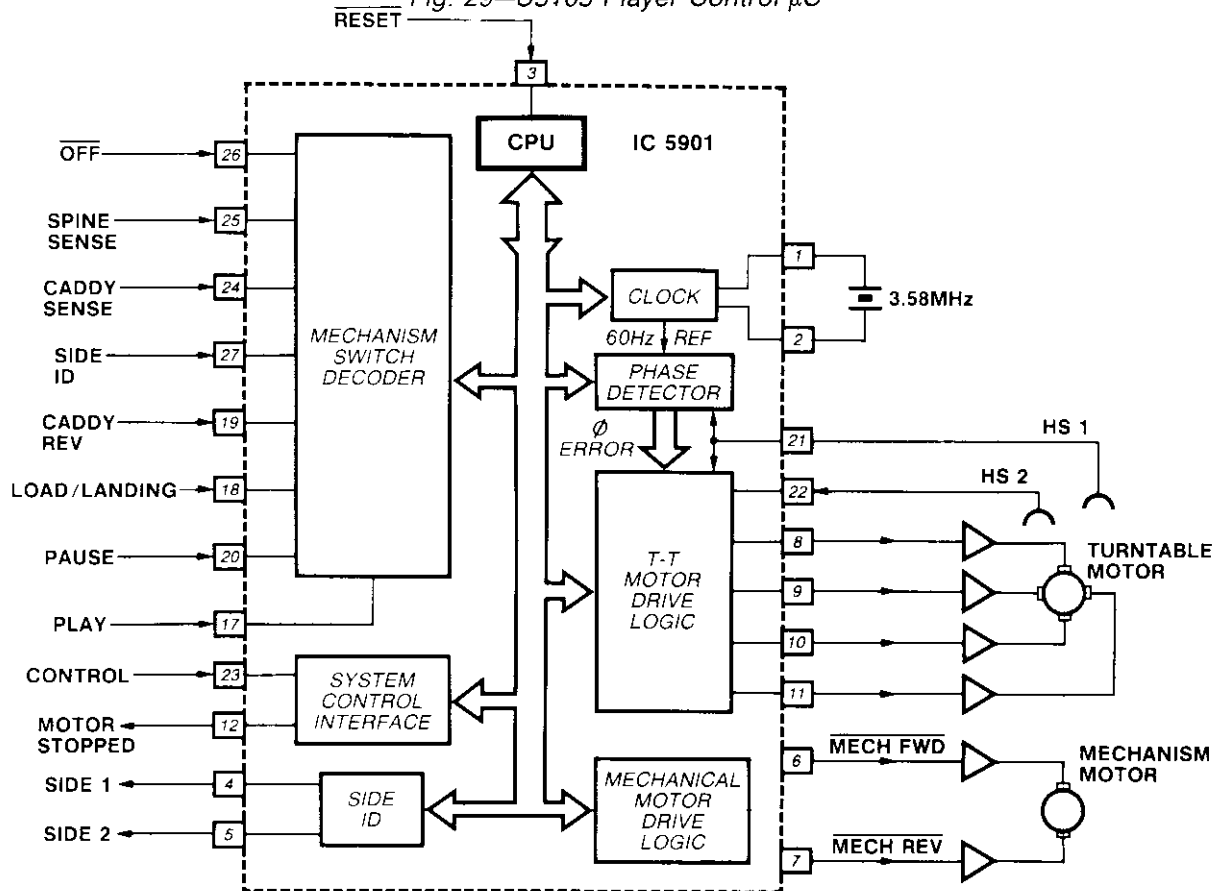 Fig. Player Control μC
RESET
3
CPU
IC 5901
OFF
26
SPINE
SENSE
25
CADDY
SENSE
24
SIDE
ID
27
CADDY
REV
19
LOAD/LANDING
18
PAUSE
20
PLAY
17
CONTROL
23
MOTOR
STOPPED
12
SIDE 1
4
SIDE 2
5
MECHANISM
SWITCH
DECODER
SYSTEM
CONTROL
INTERFACE
SIDE
ID
CLOCK
60Hz REF
PHASE
DETECTOR
Ø
ERROR
T-T
MOTOR
DRIVE
LOGIC
MECHANICAL
MOTOR
DRIVE
LOGIC
1
2
3.58MHz
21
HS 1
22
HS 2
8
9
10
11
TURNTABLE
MOTOR
6
MECH FWD
MECHANISM
MOTOR
7
MECH REV